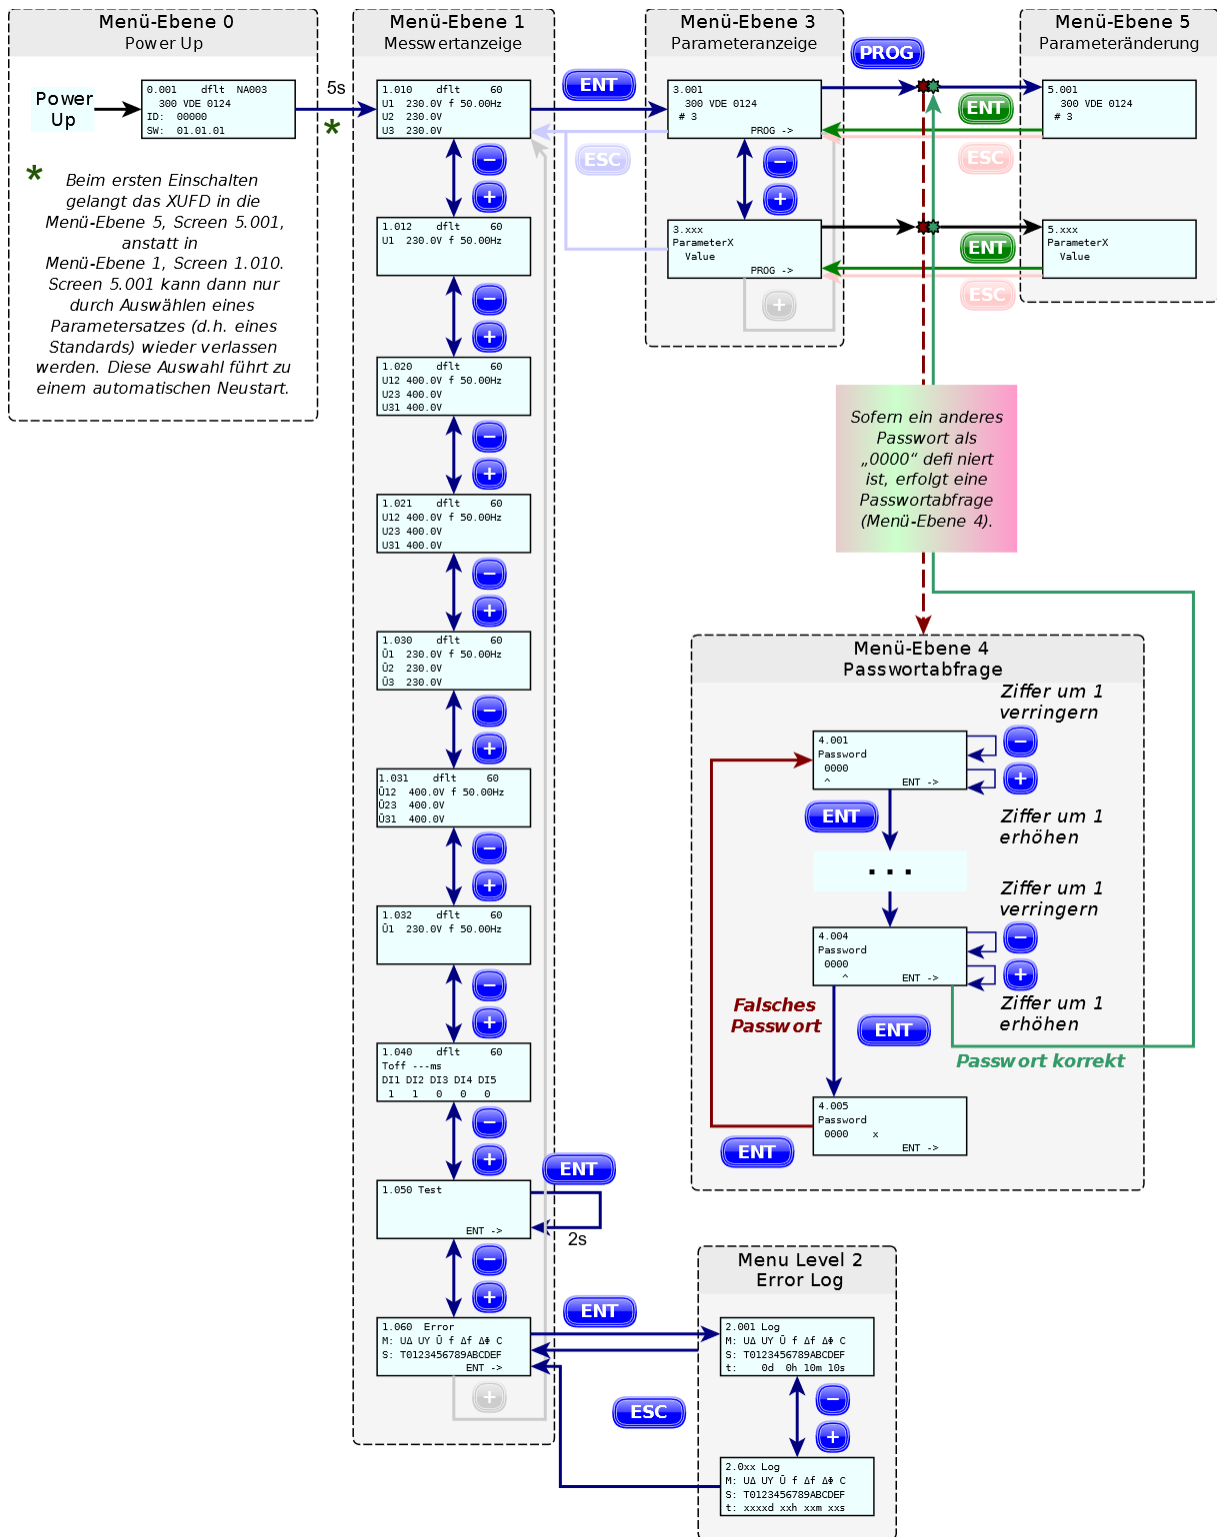 Menü-Ebene 0
Power Up
Power
Up
0.001    dflt  NA003
300 VDE 0124
ID:  00000
SW:  01.01.01
5s
*
* Beim ersten Einschalten
gelangt das XUFD in die
Menü-Ebene 5, Screen 5.001,
anstatt in
Menü-Ebene 1, Screen 1.010.
Screen 5.001 kann dann nur
durch Auswählen eines
Parametersatzes (d.h. eines
Standards) wieder verlassen
werden. Diese Auswahl führt zu
einem automatischen Neustart.
Menü-Ebene 1
Messwertanzeige
1.010    dflt     60
U1  230.0V f 50.00Hz
U2  230.0V
U3  230.0V
−
+
1.012    dflt     60
U1  230.0V f 50.00Hz
−
+
1.020    dflt     60
U12 400.0V f 50.00Hz
U23 400.0V
U31 400.0V
−
+
1.021    dflt     60
U12 400.0V f 50.00Hz
U23 400.0V
U31 400.0V
−
+
1.030    dflt     60
Ū1  230.0V f 50.00Hz
Ū2  230.0V
Ū3  230.0V
−
+
1.031    dflt     60
Ū12  400.0V f 50.00Hz
Ū23  400.0V
Ū31  400.0V
−
+
1.032    dflt     60
Ū1  230.0V f 50.00Hz
−
+
1.040    dflt     60
Toff ---ms
DI1 DI2 DI3 DI4 DI5
1   1   0   0   0
−
+
1.050 Test
ENT ->
ENT
2s
−
+
1.060  Error
M: UΔ UY Ū f Δf ΔΦ C
S: T0123456789ABCDEF
ENT ->
+
ENT
ESC
Menü-Ebene 3
Parameteranzeige
ENT
ESC
3.001
300 VDE 0124
# 3
PROG ->
−
+
3.xxx
ParameterX
Value
PROG ->
+
PROG
ENT
ESC
ENT
ESC
Menü-Ebene 5
Parameteränderung
5.001
300 VDE 0124
# 3
5.xxx
ParameterX
Value
Sofern ein anderes
Passwort als
„0000“ defi niert
ist, erfolgt eine
Passwortabfrage
(Menü-Ebene 4).
Menü-Ebene 4
Passwortabfrage
Ziffer um 1
verringern
4.001
Password
0000
^            ENT ->
−
+
ENT
Ziffer um 1
erhöhen
...
Ziffer um 1
verringern
4.004
Password
0000
^         ENT ->
−
+
Ziffer um 1
erhöhen
Falsches
Passwort
ENT
Passwort korrekt
4.005
Password
0000    x
ENT ->
ENT
Menu Level 2
Error Log
2.001 Log
M: UΔ UY Ū f Δf ΔΦ C
S: T0123456789ABCDEF
t:    0d  0h 10m 10s
−
+
2.0xx Log
M: UΔ UY Ū f Δf ΔΦ C
S: T0123456789ABCDEF
t: xxxxd xxh xxm xxs